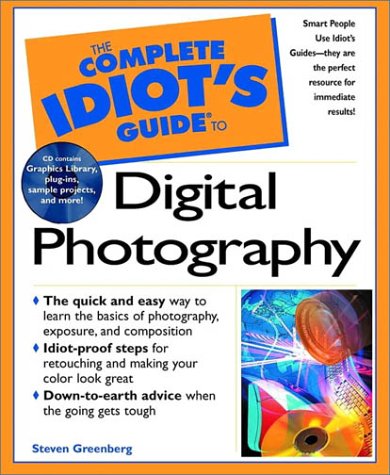 THE
COMPLETE
IDIOT'S
GUIDE® TO
Smart People
Use Idiot's
Guides—they are
the perfect
resource for
immediate
results!
CD contains
Graphics Library,
plug-ins,
sample projects,
and more!
Digital
Photography
♦ The quick and easy way to
learn the basics of photography,
exposure, and composition
♦ Idiot-proof steps for
retouching and making your
color look great
♦ Down-to-earth advice when
the going gets tough
Steven Greenberg